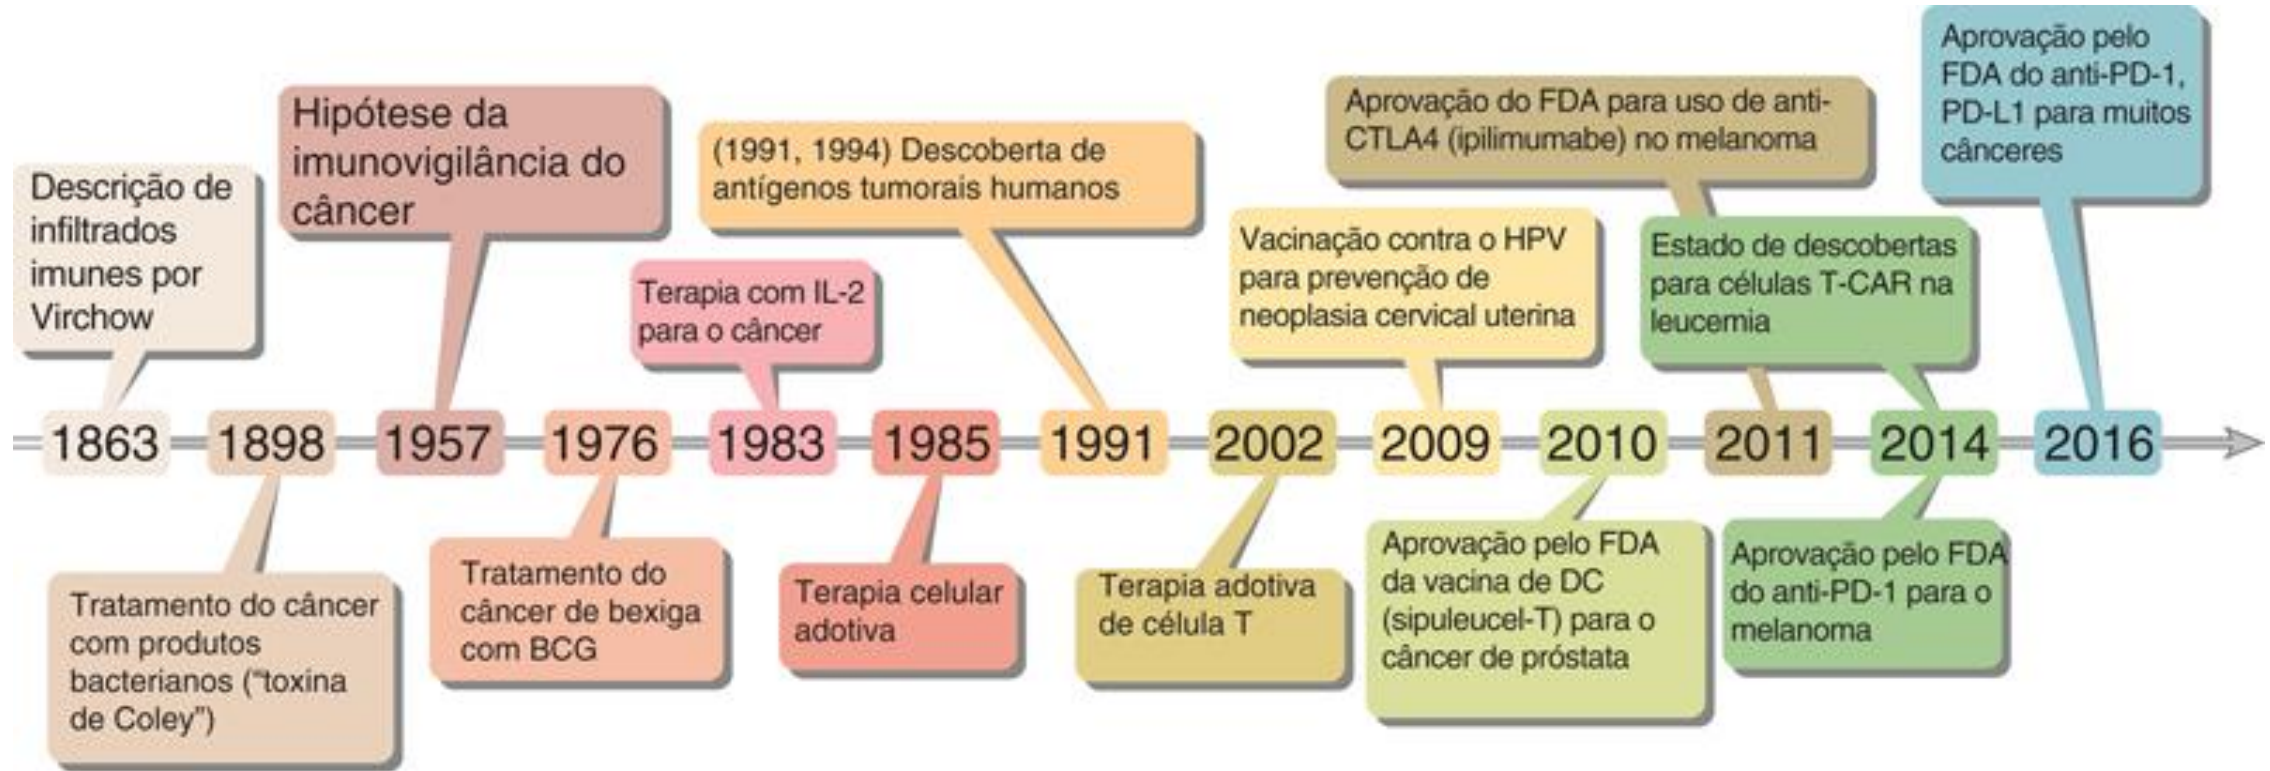 Descrição de
infiltrados
imunes por
Virchow
Hipótese da
imunovigilância do
câncer
Terapia com IL-2
para o câncer
(1991, 1994) Descoberta de
antígenos tumorais humanos
Vacinação contra o HPV
para prevenção de
neoplasia cervical uterina
Aprovação do FDA para uso de anti-
CTLA4 (ipilimumabe) no melanoma
Estado de descobertas
para células T-CAR na
leucemia
Aprovação pelo
FDA do anti-PD-1,
PD-L1 para muitos
cânceres
1863 1898 1957 1976 1983 1985 1991 2002 2009 2010 2011 2014 2016
Tratamento do câncer
com produtos
bacterianos (“toxina
de Coley”)
Tratamento do
câncer de bexiga
com BCG
Terapia celular
adotiva
Terapia adotiva
de célula T
Aprovação pelo FDA
da vacina de DC
(sipuleucel-T) para o
câncer de próstata
Aprovação pelo FDA
do anti-PD-1 para o
melanoma